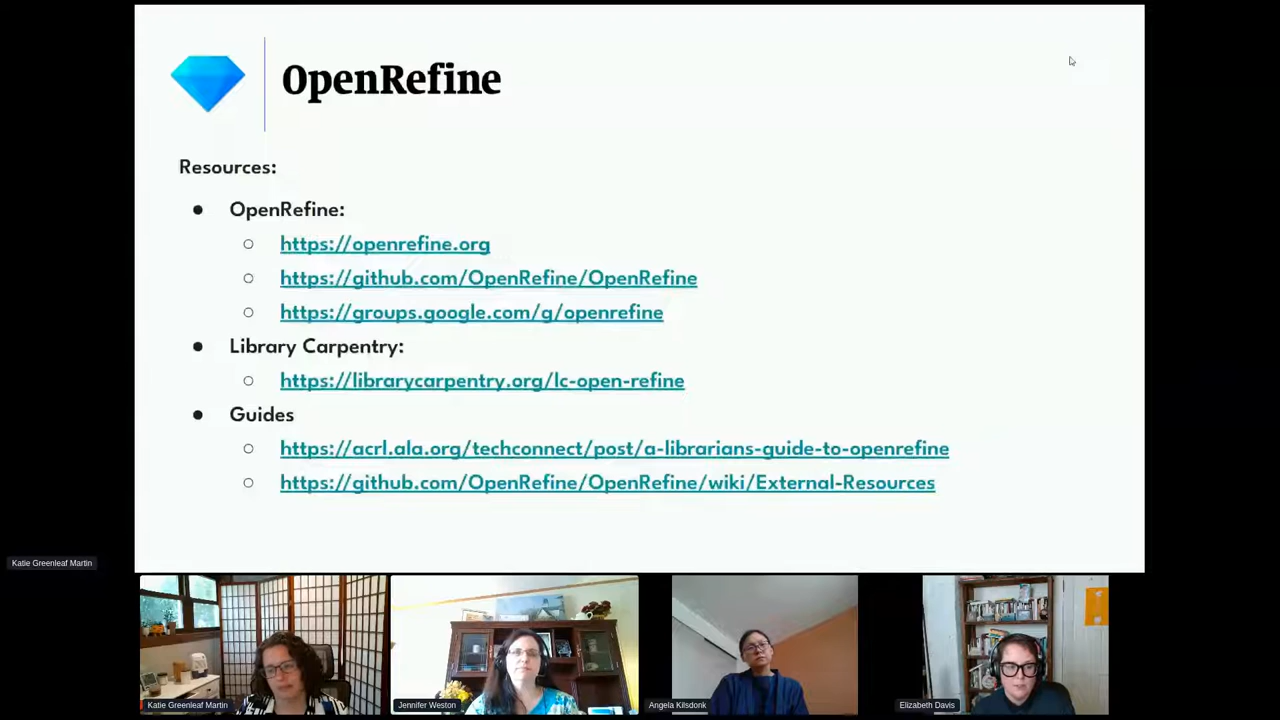 OpenRefine
Resources:
OpenRefine:
https://openrefine.org
https://github.com/OpenRefine/OpenRefine
https://groups.google.com/g/openrefine
Library Carpentry:
https://librarycarpentry.org/lc-open-refine
Guides
https://acrl.ala.org/techconnect/post/a-librarians-guide-to-openrefine
https://github.com/OpenRefine/OpenRefine/wiki/External-Resources
Katie Greenleaf Martin
Katie Greenleaf Martin
Jennifer Weston
Angela Kilsdonk
Elizabeth Davis